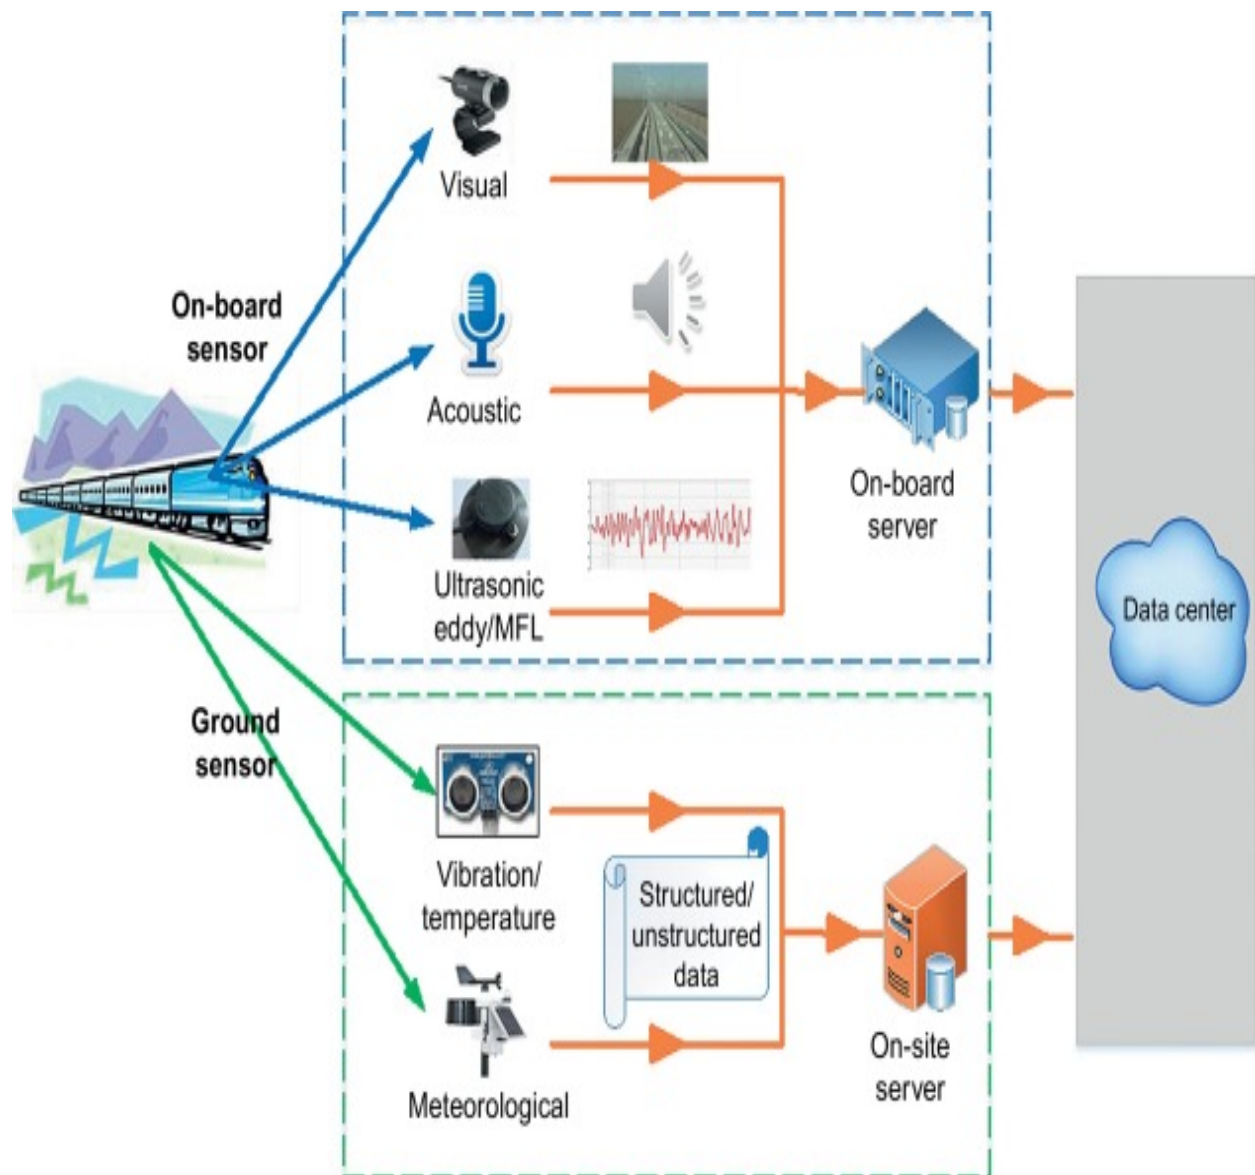 Visual
On-board
sensor
Acoustic
On-board
server
Ultrasonic
eddy/MFL
Data center
Ground
sensor
Vibration/
temperature
Structured/
unstructured
data
Meteorological
On-site
server